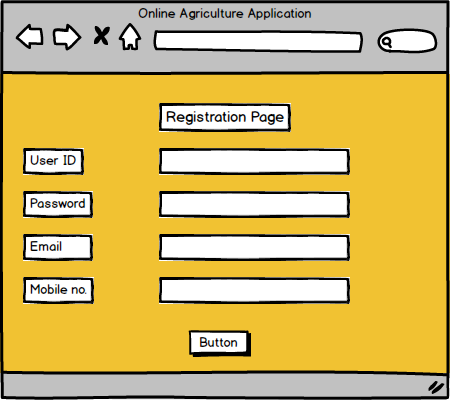 Online Agriculture Application
Registration Page
User ID
Password
Email
Mobile no.
Button